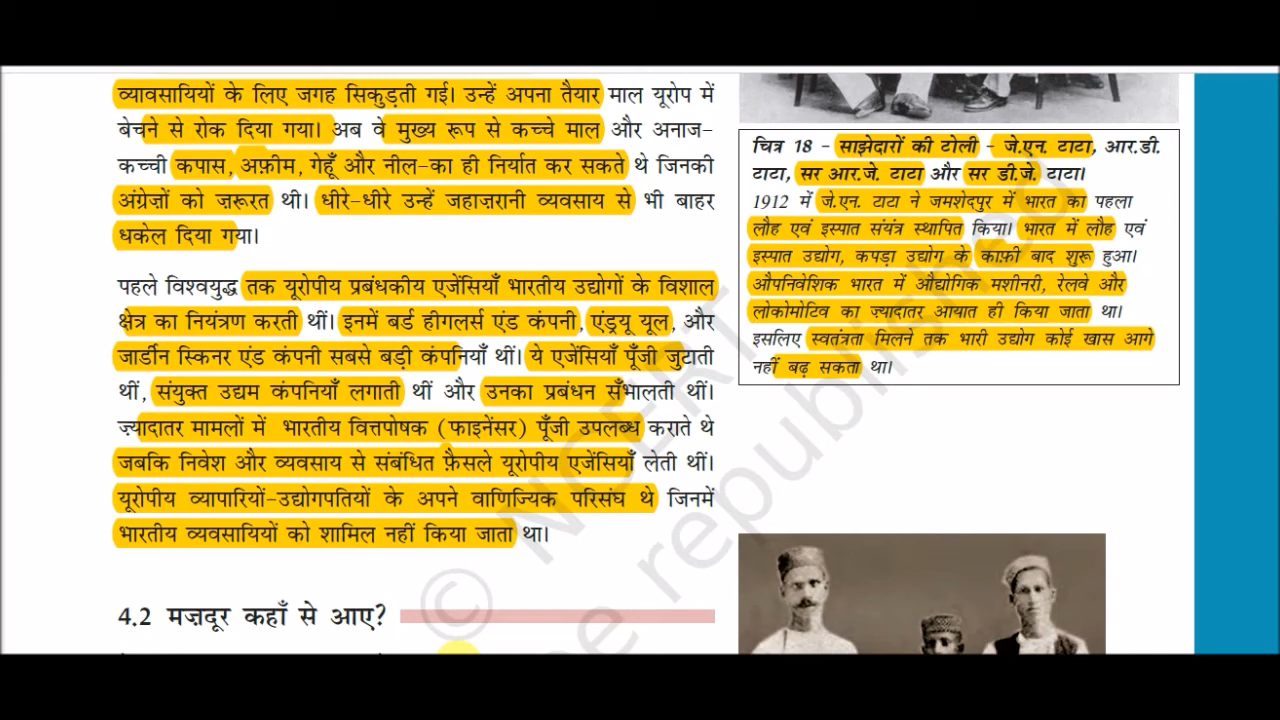 व्यावसायियों के लिए जगह सिकुड़ती गई। उन्हें अपना तैयार माल यूरोप में
बेचने से रोक दिया गया। अब वे मुख्य रूप से कच्चे माल और अनाज-
कच्ची कपास, अफ़ीम, गेहूँ और नील-का ही निर्यात कर सकते थे जिनकी
अंग्रेज़ों को ज़रूरत थी। धीरे-धीरे उन्हें जहाज़रानी व्यवसाय से भी बाहर
धकेल दिया गया।
पहले विश्वयुद्ध तक यूरोपीय प्रबंधकीय एजेंसियाँ भारतीय उद्योगों के विशाल
क्षेत्र का नियंत्रण करती थीं। इनमें बर्ड हीगलर्स एंड कंपनी, एंड्रयू यूल, और
जार्डीन स्किनर एंड कंपनी सबसे बड़ी कंपनियाँ थीं। ये एजेंसियाँ पूँजी जुटाती
थीं, संयुक्त उद्यम कंपनियाँ लगाती थीं और उनका प्रबंधन सँभालती थीं।
ज़्यादातर मामलों में भारतीय वित्तपोषक (फाइनेंसर) पूँजी उपलब्ध कराते थे
जबकि निवेश और व्यवसाय से संबंधित फ़ैसले यूरोपीय एजेंसियाँ लेती थीं।
यूरोपीय व्यापारियों-उद्योगपतियों के अपने वाणिज्यिक परिसंघ थे जिनमें
भारतीय व्यवसायियों को शामिल नहीं किया जाता था।
4.2 मज़दूर कहाँ से आए?
चित्र 18 – साझेदारों की टोली – जे.एन. टाटा, आर.डी.
टाटा, सर आर.जे. टाटा और सर डी.जे. टाटा।
1912 में जे.एन. टाटा ने जमशेदपुर में भारत का पहला
लौह एवं इस्पात संयंत्र स्थापित किया। भारत में लौह एवं
इस्पात उद्योग, कपड़ा उद्योग के काफ़ी बाद शुरू हुआ।
औपनिवेशिक भारत में औद्योगिक मशीनरी, रेलवे और
लोकोमोटिव का ज़्यादातर आयात ही किया जाता था।
इसलिए स्वतंत्रता मिलने तक भारी उद्योग कोई खास आगे
नहीं बढ़ सकता था।
© NCERT
be republished